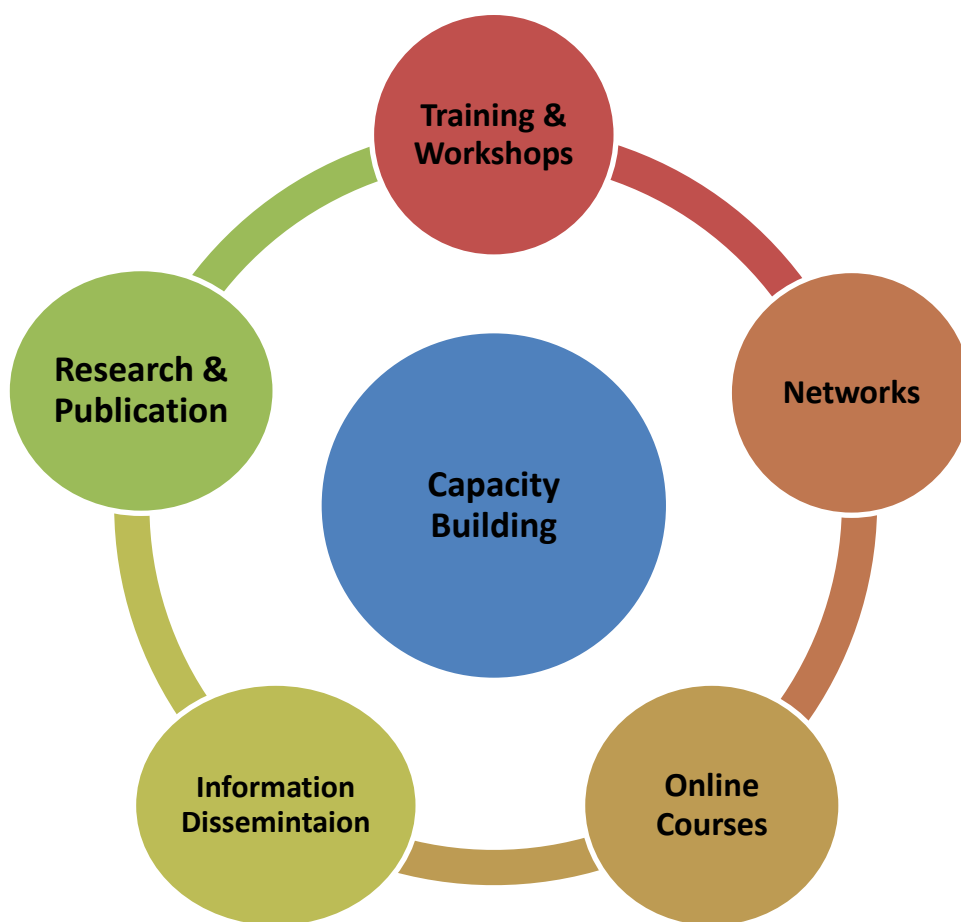 Training &
Workshops
Networks
Online
Courses
Information
Dissemintaion
Research &
Publication
Capacity
Building